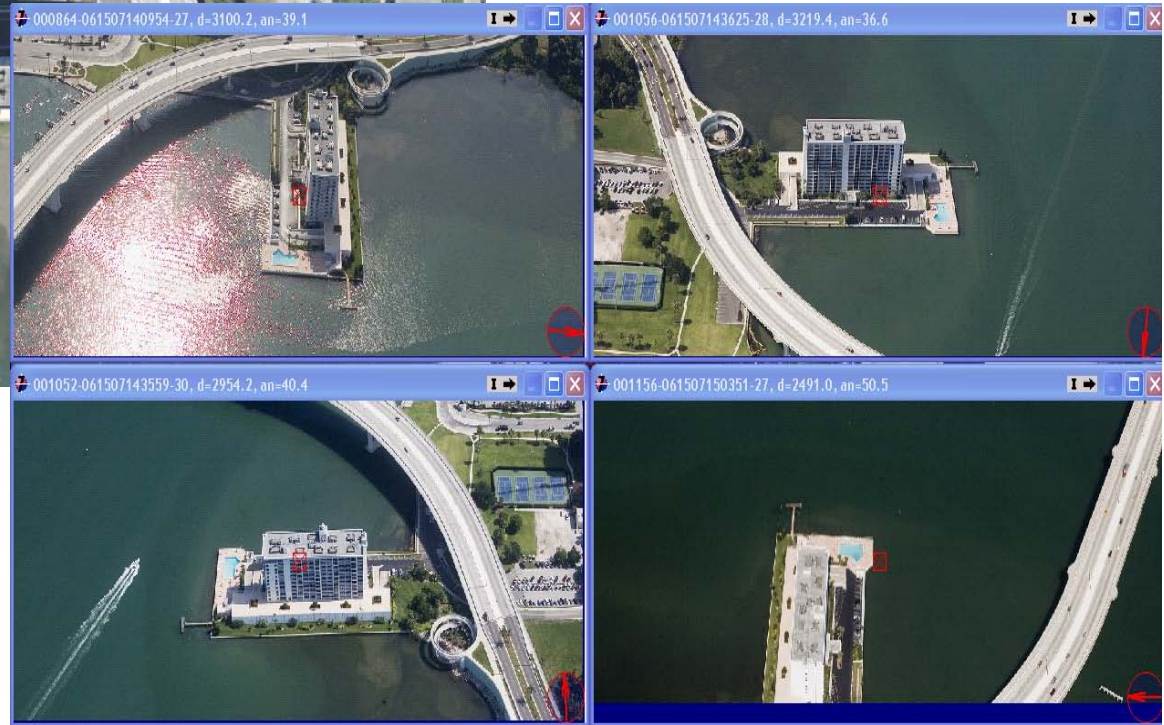 000864-061507140954-27, d=3100.2, an=39.1
I
001056-061507143625-28, d=3219.4, an=36.6
I
001052-061507143559-30, d=2954.2, an=40.4
I
001156-061507150351-27, d=2491.0, an=50.5
I